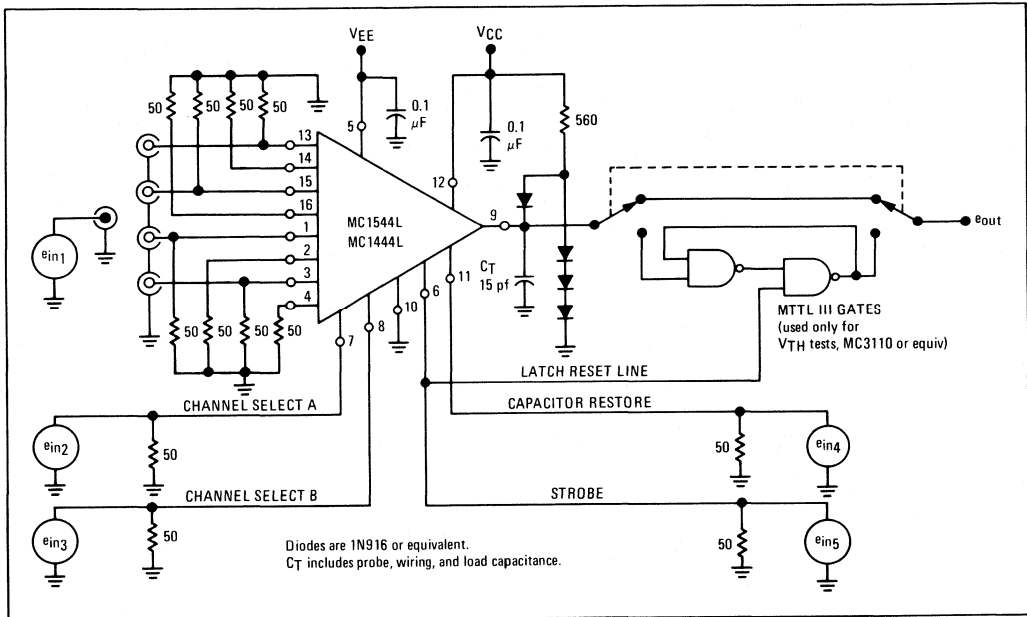 VEE
VCC
50
50
50
50
0.1
μF
5
0.1
μF
560
13
14
15
16
1
2
3
4
MC1544L
MC1444L
12
9
ein1
eout
CT
15 pf
11
6
10
8
7
50
50
50
50
MTTL III GATES
(used only for
VTH tests, MC3110 or equiv)
LATCH RESET LINE
CHANNEL SELECT A
CAPACITOR RESTORE
ein2
50
50
ein4
CHANNEL SELECT B
STROBE
ein3
50
50
ein5
Diodes are 1N916 or equivalent.
CT includes probe, wiring, and load capacitance.